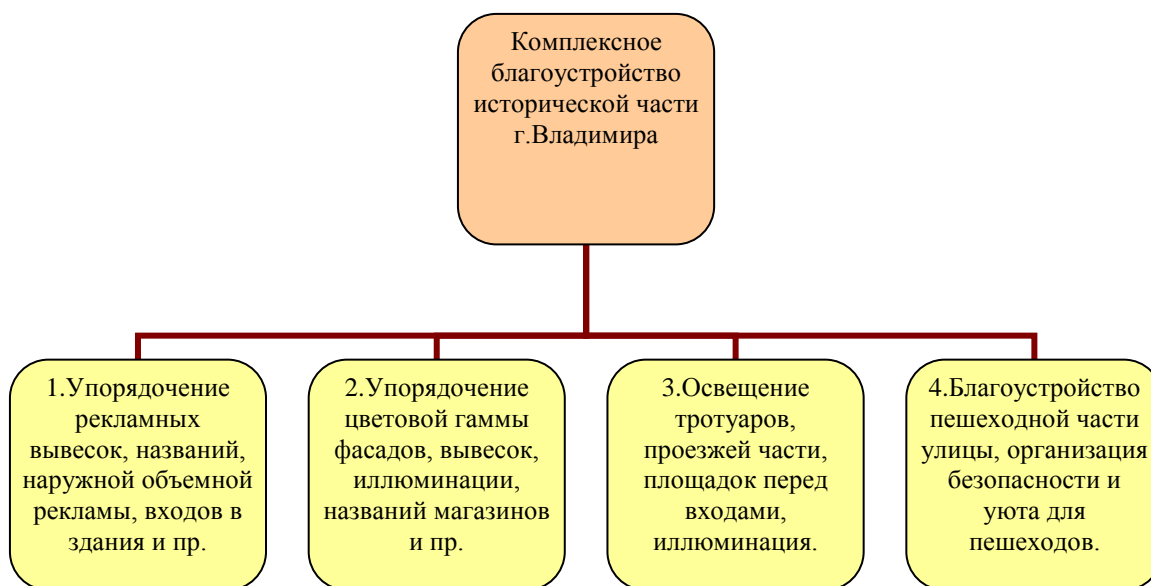 Комплексное
благоустройство
исторической части
г.Владимира
1.Упорядочение
рекламных
вывесок, названий,
наружной объемной
рекламы, входов в
здания и пр.
2.Упорядочение
цветовой гаммы
фасадов, вывесок,
иллюминации,
названий магазинов
и пр.
3.Освещение
тротуаров,
проезжей части,
площадок перед
входами,
иллюминация.
4.Благоустройство
пешеходной части
улицы, организация
безопасности и
уюта для
пешеходов.